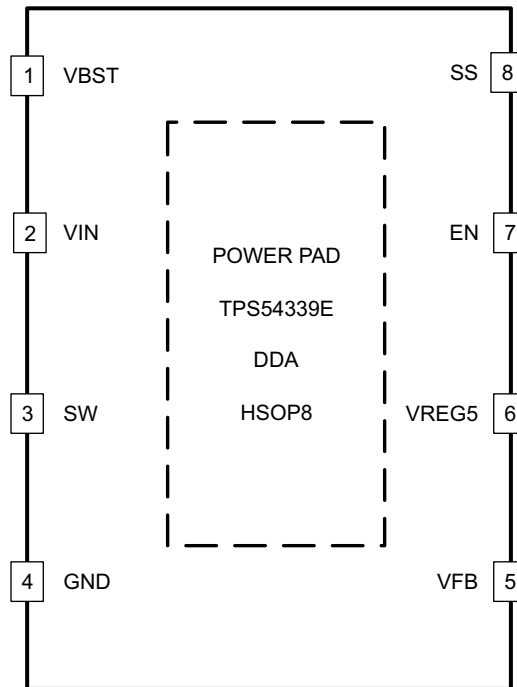 1 VBST
SS 8
2 VIN
EN 7
POWER PAD
TPS54339E
DDA
HSOP8
3 SW
VREG5 6
4 GND
VFB 5